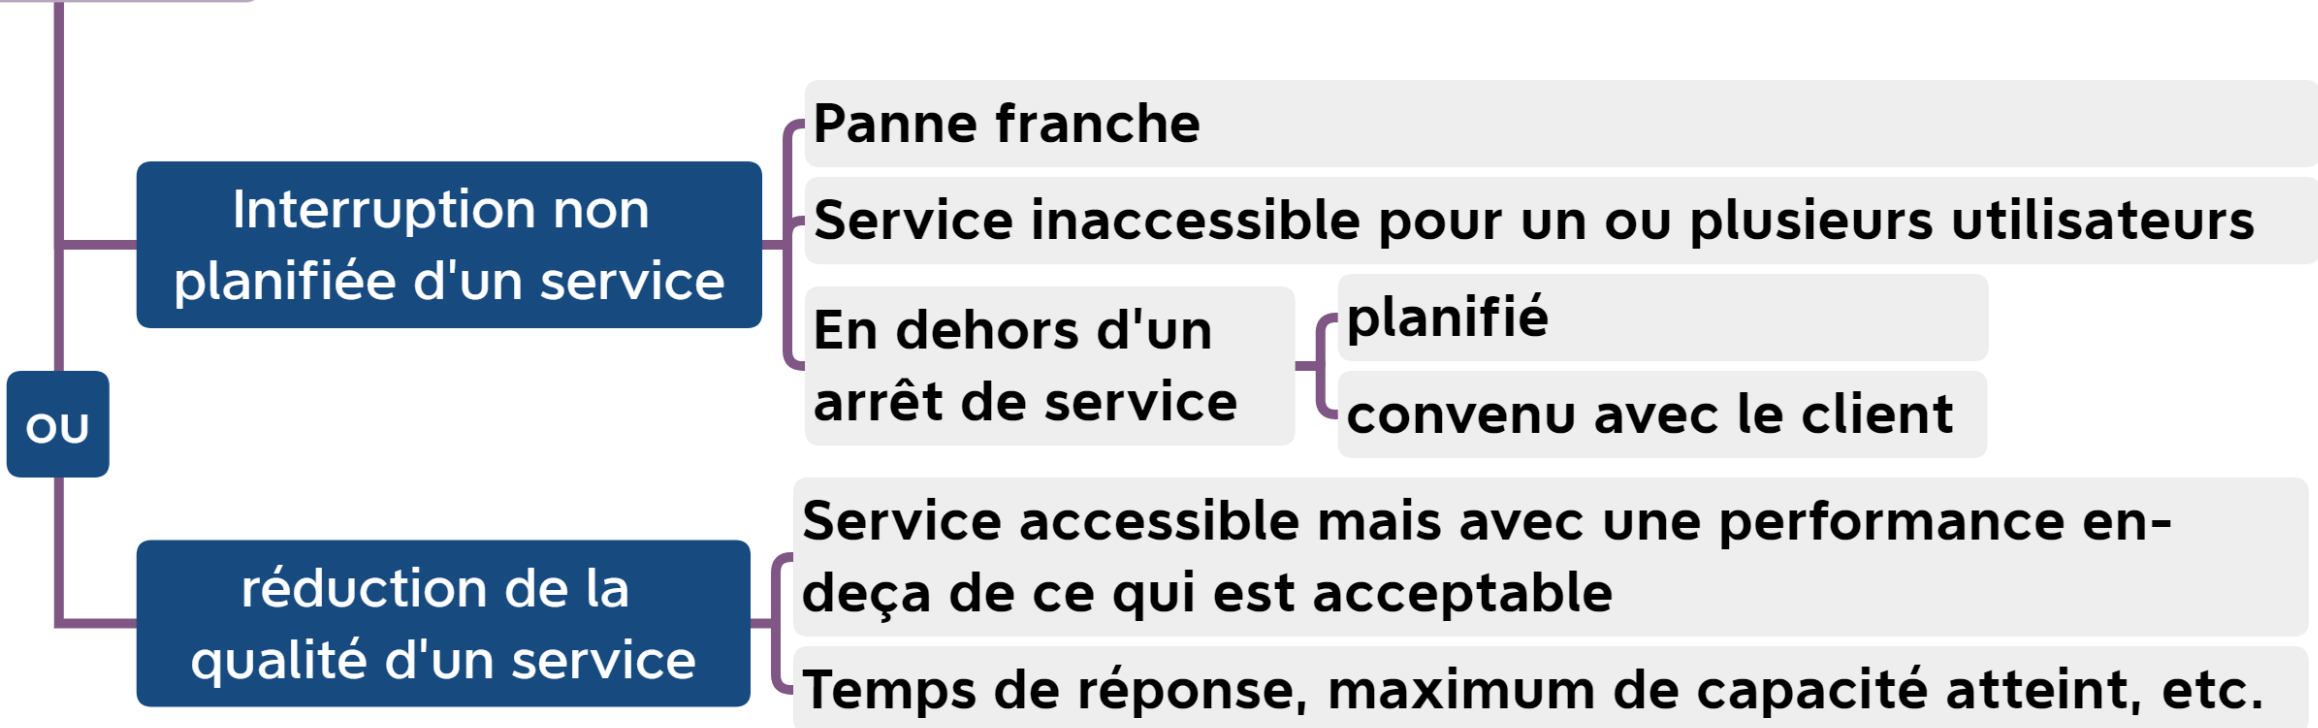 Panne franche
Interruption non
planifiée d'un service
Service inaccessible pour un ou plusieurs utilisateurs
En dehors d'un
arrêt de service
planifié
convenu avec le client
OU
réduction de la
qualité d'un service
Service accessible mais avec une performance en-
deça de ce qui est acceptable
Temps de réponse, maximum de capacité atteint, etc.